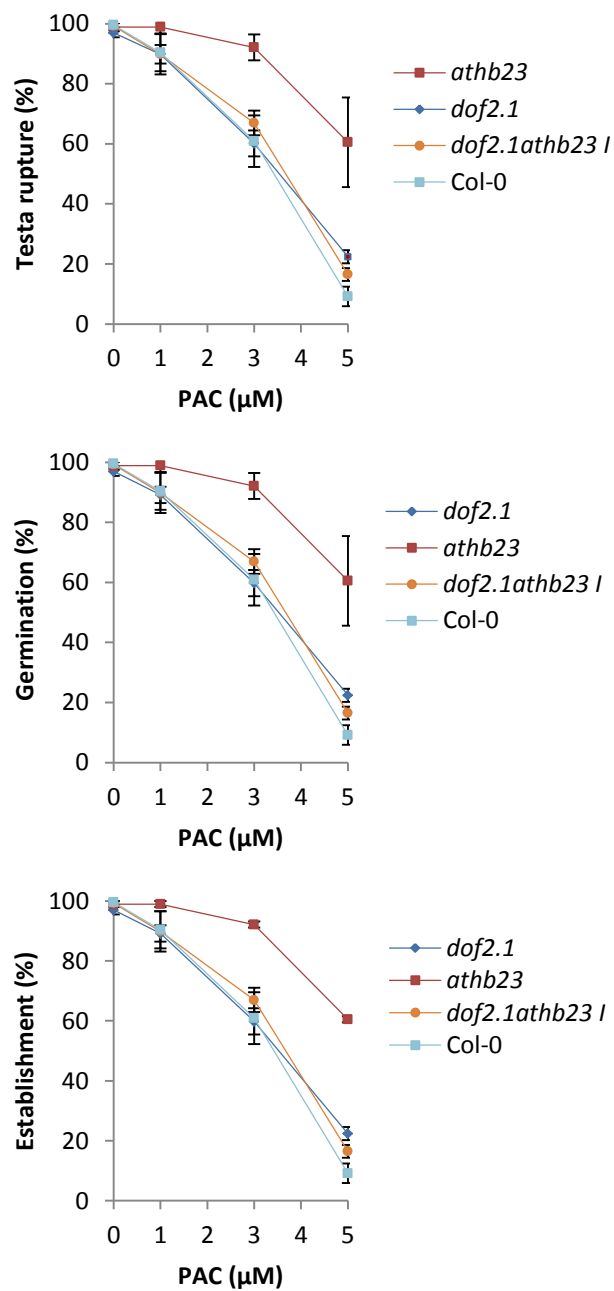 Testa rupture (%)
100
80
60
40
20
0
0 1 2 3 4 5
PAC (µM)
athb23
dof2.1
dof2.1athb23 I
Col-0
Germination (%)
100
80
60
40
20
0
0 1 2 3 4 5
PAC (µM)
dof2.1
athb23
dof2.1athb23 I
Col-0
Establishment (%)
100
80
60
40
20
0
0 1 2 3 4 5
PAC (µM)
dof2.1
athb23
dof2.1athb23 I
Col-0